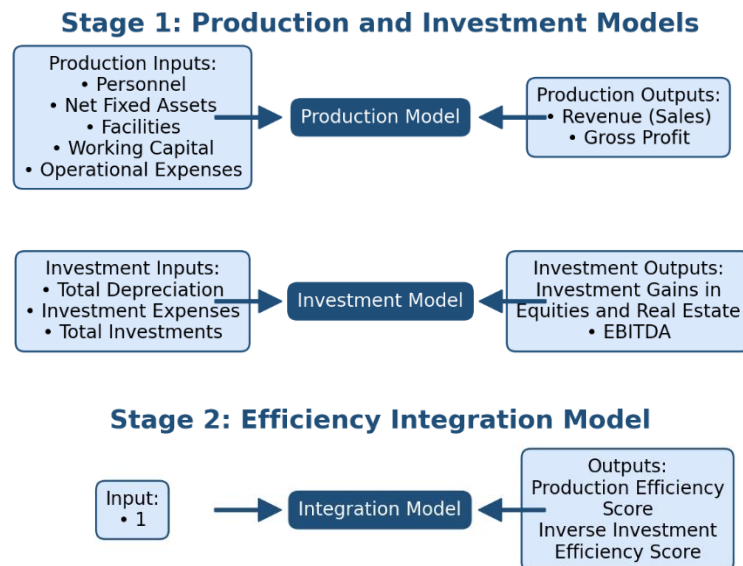 Stage 1: Production and Investment Models
Production Inputs:
• Personnel
• Net Fixed Assets
• Facilities
• Working Capital
• Operational Expenses
Production Model
Production Outputs:
• Revenue (Sales)
• Gross Profit
Investment Inputs:
• Total Depreciation
• Investment Expenses
• Total Investments
Investment Model
Investment Outputs:
Investment Gains in
Equities and Real Estate
• EBITDA
Stage 2: Efficiency Integration Model
Input:
• 1
Integration Model
Outputs:
Production Efficiency
Score
Inverse Investment
Efficiency Score